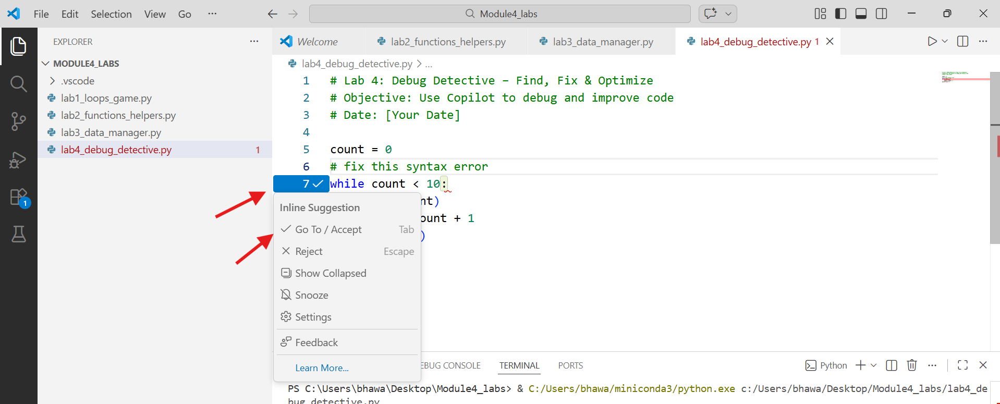 File Edit Selection View Go ···
Module4_labs
EXPLORER ···
MODULE4_LABS
.vscode
lab1_loops_game.py
lab2_functions_helpers.py
lab3_data_manager.py
lab4_debug_detective.py 1
1
Welcome lab2_functions_helpers.py lab3_data_manager.py lab4_debug_detective.py 1
lab4_debug_detective.py > ...
1 # Lab 4: Debug Detective – Find, Fix & Optimize
2 # Objective: Use Copilot to debug and improve code
3 # Date: [Your Date]
4
5 count = 0
6 # fix this syntax error
7 while count < 10:
nt)
ount + 1
)
Inline Suggestion
Go To / Accept Tab
Reject Escape
Show Collapsed
Snooze
Settings
Feedback
Learn More...
EBUG CONSOLE TERMINAL PORTS Python
PS C:\Users\bhawa\Desktop\Module4_labs> & C:/Users/bhawa/miniconda3/python.exe c:/Users/bhawa/Desktop/Module4_labs/lab4_de
bug_detective.py